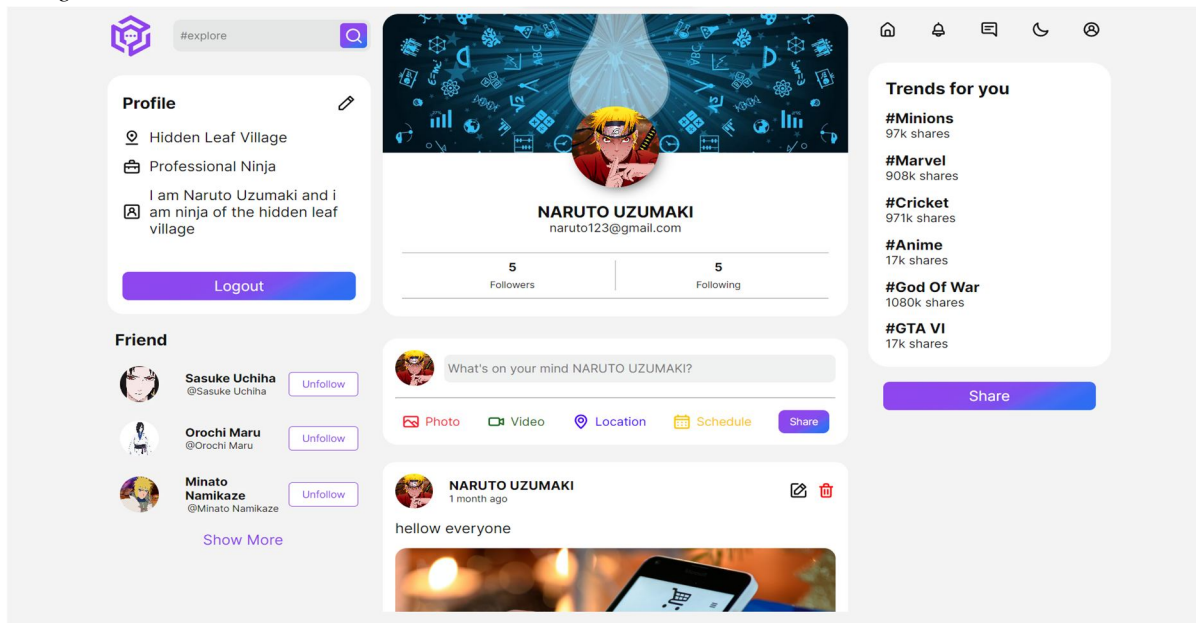 #explore
Profile
Hidden Leaf Village
Professional Ninja
I am Naruto Uzumaki and i
am ninja of the hidden leaf
village
Logout
Friend
Sasuke Uchiha
@Sasuke Uchiha
Unfollow
Orochi Maru
@Orochi Maru
Unfollow
Minato
Namikaze
@Minato Namikaze
Unfollow
Show More
ABC
ABC
NARUTO UZUMAKI
naruto123@gmail.com
5
Followers
5
Following
What's on your mind NARUTO UZUMAKI?
Photo
Video
Location
Schedule
Share
NARUTO UZUMAKI
1 month ago
hellow everyone
Trends for you
#Minions
97k shares
#Marvel
908k shares
#Cricket
971k shares
#Anime
17k shares
#God Of War
1080k shares
#GTA VI
17k shares
Share